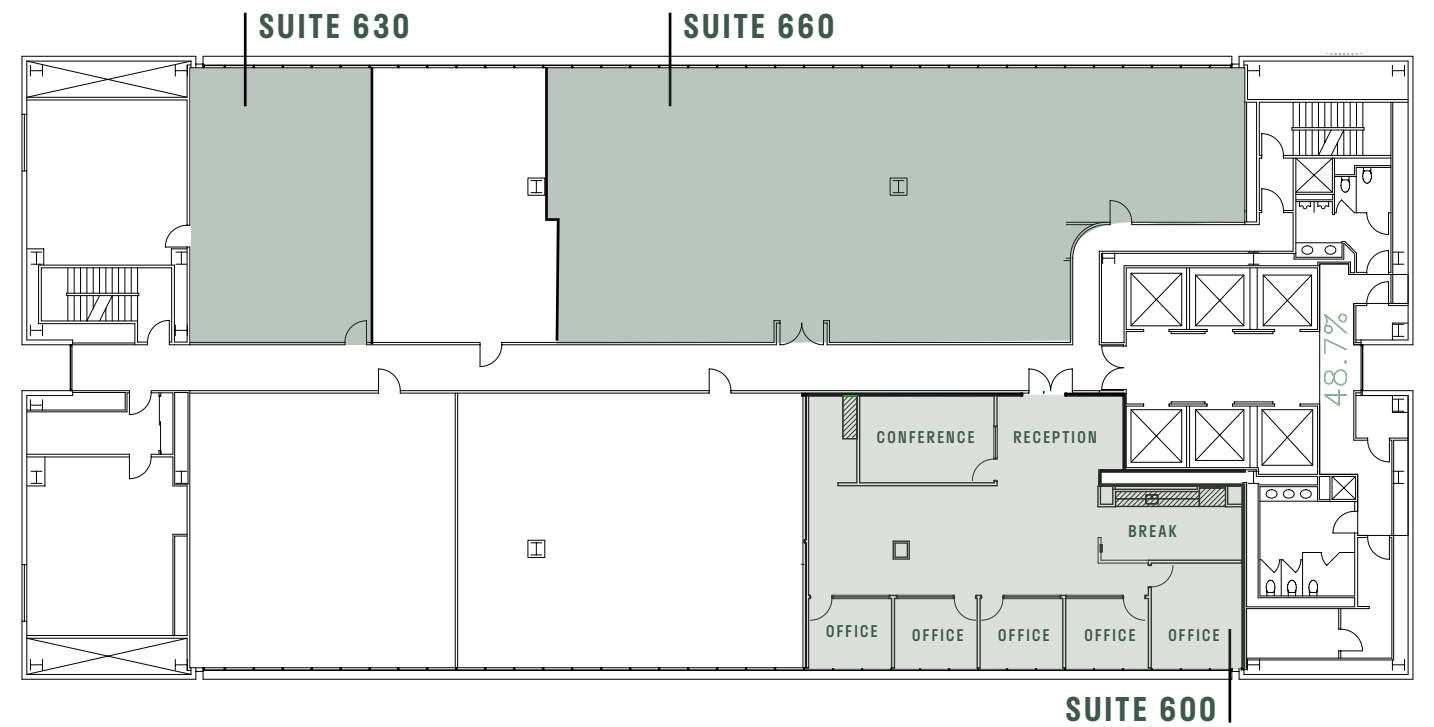 SUITE 630
SUITE 660
48.7%
CONFERENCE
RECEPTION
BREAK
OFFICE
OFFICE
OFFICE
OFFICE
OFFICE
SUITE 600